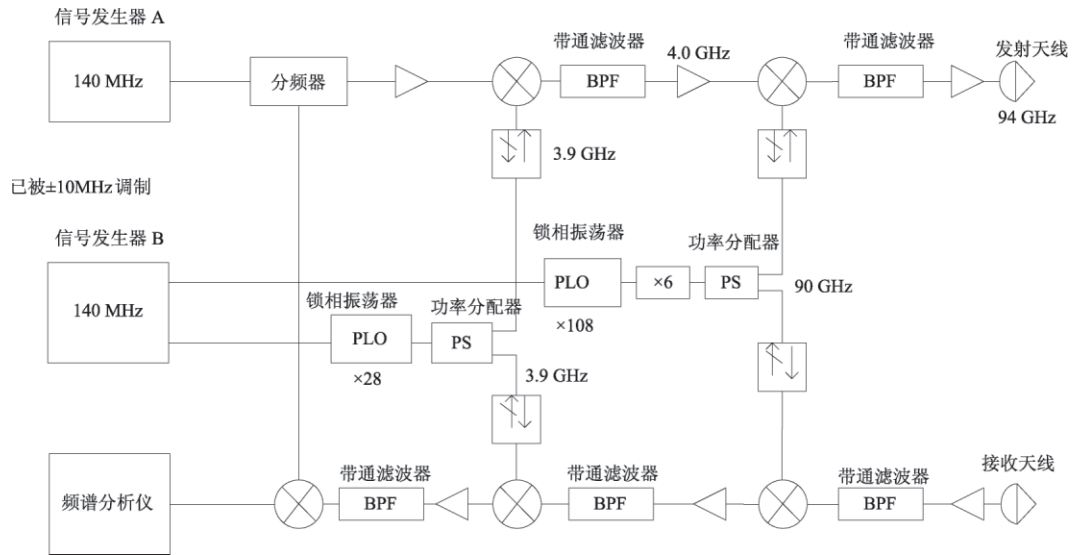 信号发生器 A
140 MHz
分频器
带通滤波器
BPF
4.0 GHz
带通滤波器
BPF
发射天线
94 GHz
3.9 GHz
已被±10MHz 调制
信号发生器 B
140 MHz
锁相振荡器
PLO
×108
×6
功率分配器
PS
90 GHz
锁相振荡器
PLO
×28
功率分配器
PS
3.9 GHz
频谱分析仪
带通滤波器
BPF
带通滤波器
BPF
带通滤波器
BPF
接收天线